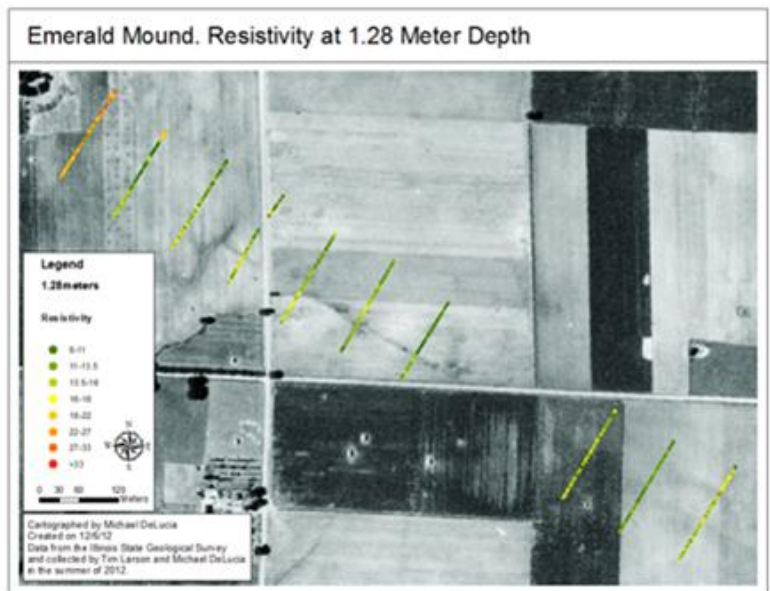 Emerald Mound. Resistivity at 1.28 Meter Depth
Legend
1.28meters
Resistivity
11-13.5
13.5-16
16-18
18-22
22-27
27-33
>33
N
W
E
S
0 30 60 120
Meters
Cartographed by Michael DeLucia
Created on 12/6/12
Data from the Illinois State Geological Survey
and collected by Tim Larson and Michael DeLucia
in the summer of 2012.